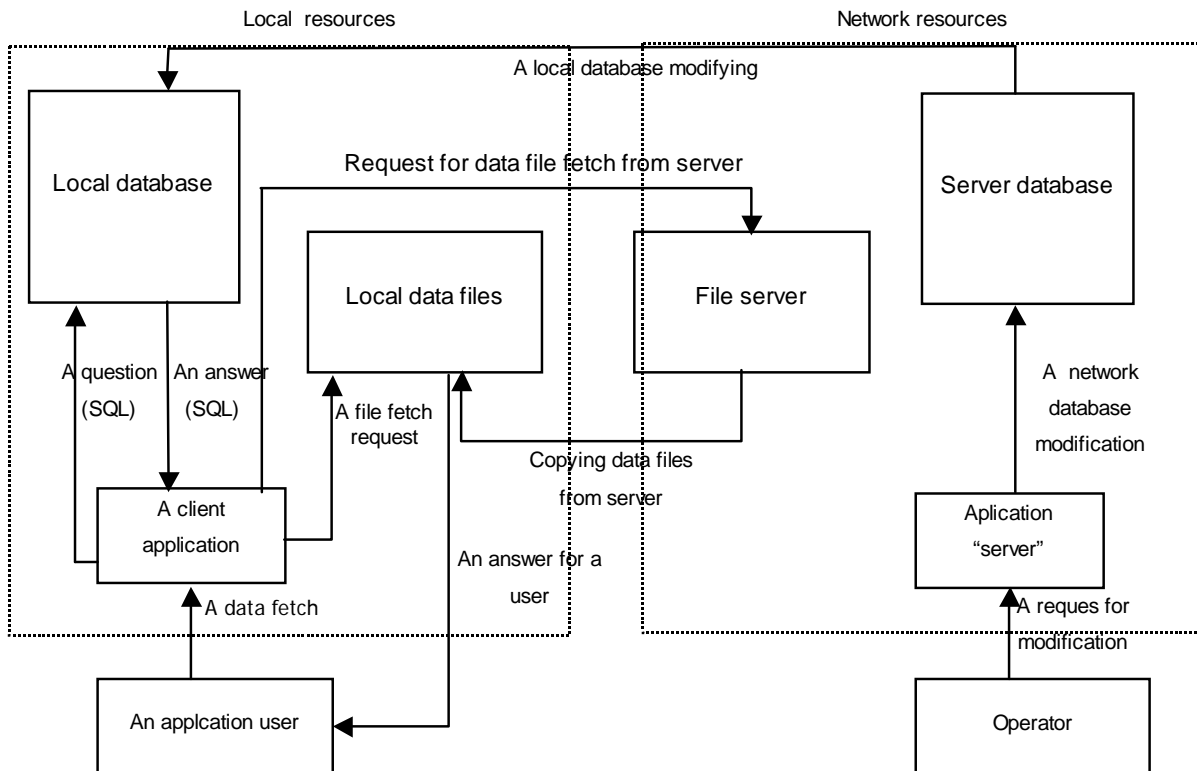 Local resources
Network resources
A local database modifying
Local database
Request for data file fetch from server
Server database
Local data files
File server
A question
(SQL)
An answer
(SQL)
A file fetch
request
A network
database
modification
Copying data files
from server
A client
application
Aplication
“server”
An answer for a
user
A data fetch
A reques for
modification
An applcation user
Operator